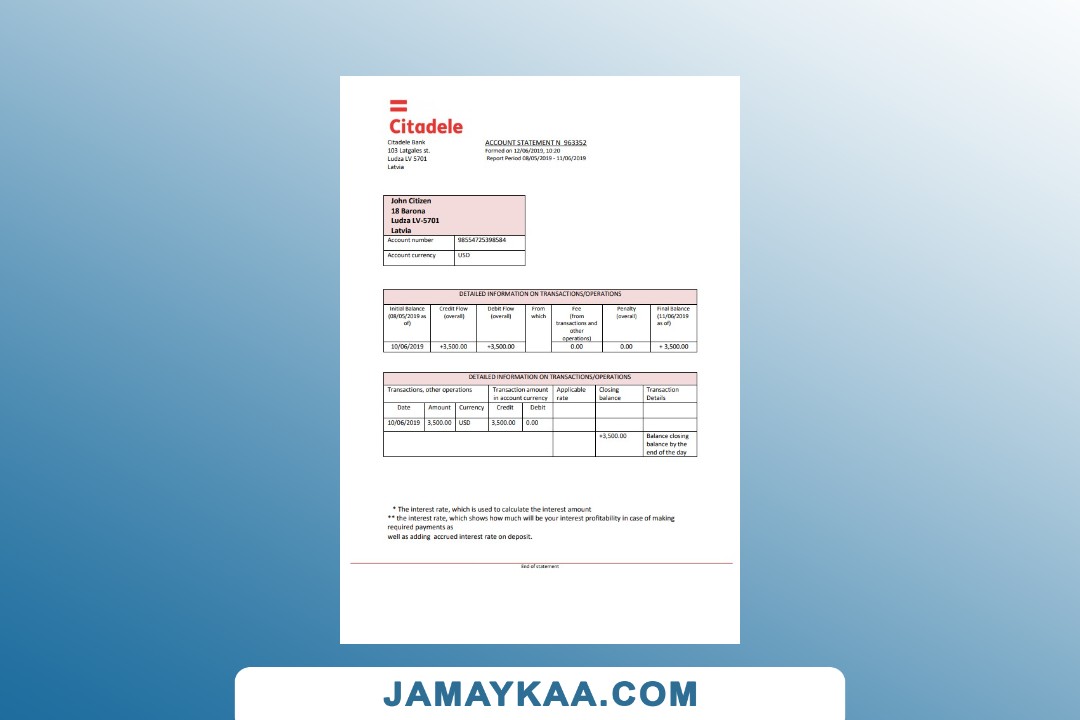 Citadele
Citadele Bank
103 Latgales st.
Ludza LV 5701
Latvia
ACCOUNT STATEMENT N 963352
Formed on 12/06/2019, 10:20
Report Period 08/05/2019 - 11/06/2019
John Citizen
18 Barona
Ludza LV-5701
Latvia
Account number 98554725398584
Account currency USD
DETAILED INFORMATION ON TRANSACTIONS/OPERATIONS
Initial Balance (08/05/2019 as of) Credit Flow (overall) Debit Flow (overall) From which Fee (from transactions and other operations) Penalty (overall) Final Balance (11/06/2019 as of)
10/06/2019 +3,500.00 +3,500.00 0.00 0.00 + 3,500.00
DETAILED INFORMATION ON TRANSACTIONS/OPERATIONS
Transactions, other operations Transaction amount in account currency Applicable rate Closing balance Transaction Details
Date Amount Currency Credit Debit
10/06/2019 3,500.00 USD 3,500.00 0.00
+3,500.00 Balance closing balance by the end of the day
* The interest rate, which is used to calculate the interest amount
** the interest rate, which shows how much will be your interest profitability in case of making
required payments as
well as adding accrued interest rate on deposit.
End of statement
JAMAYKAA.COM